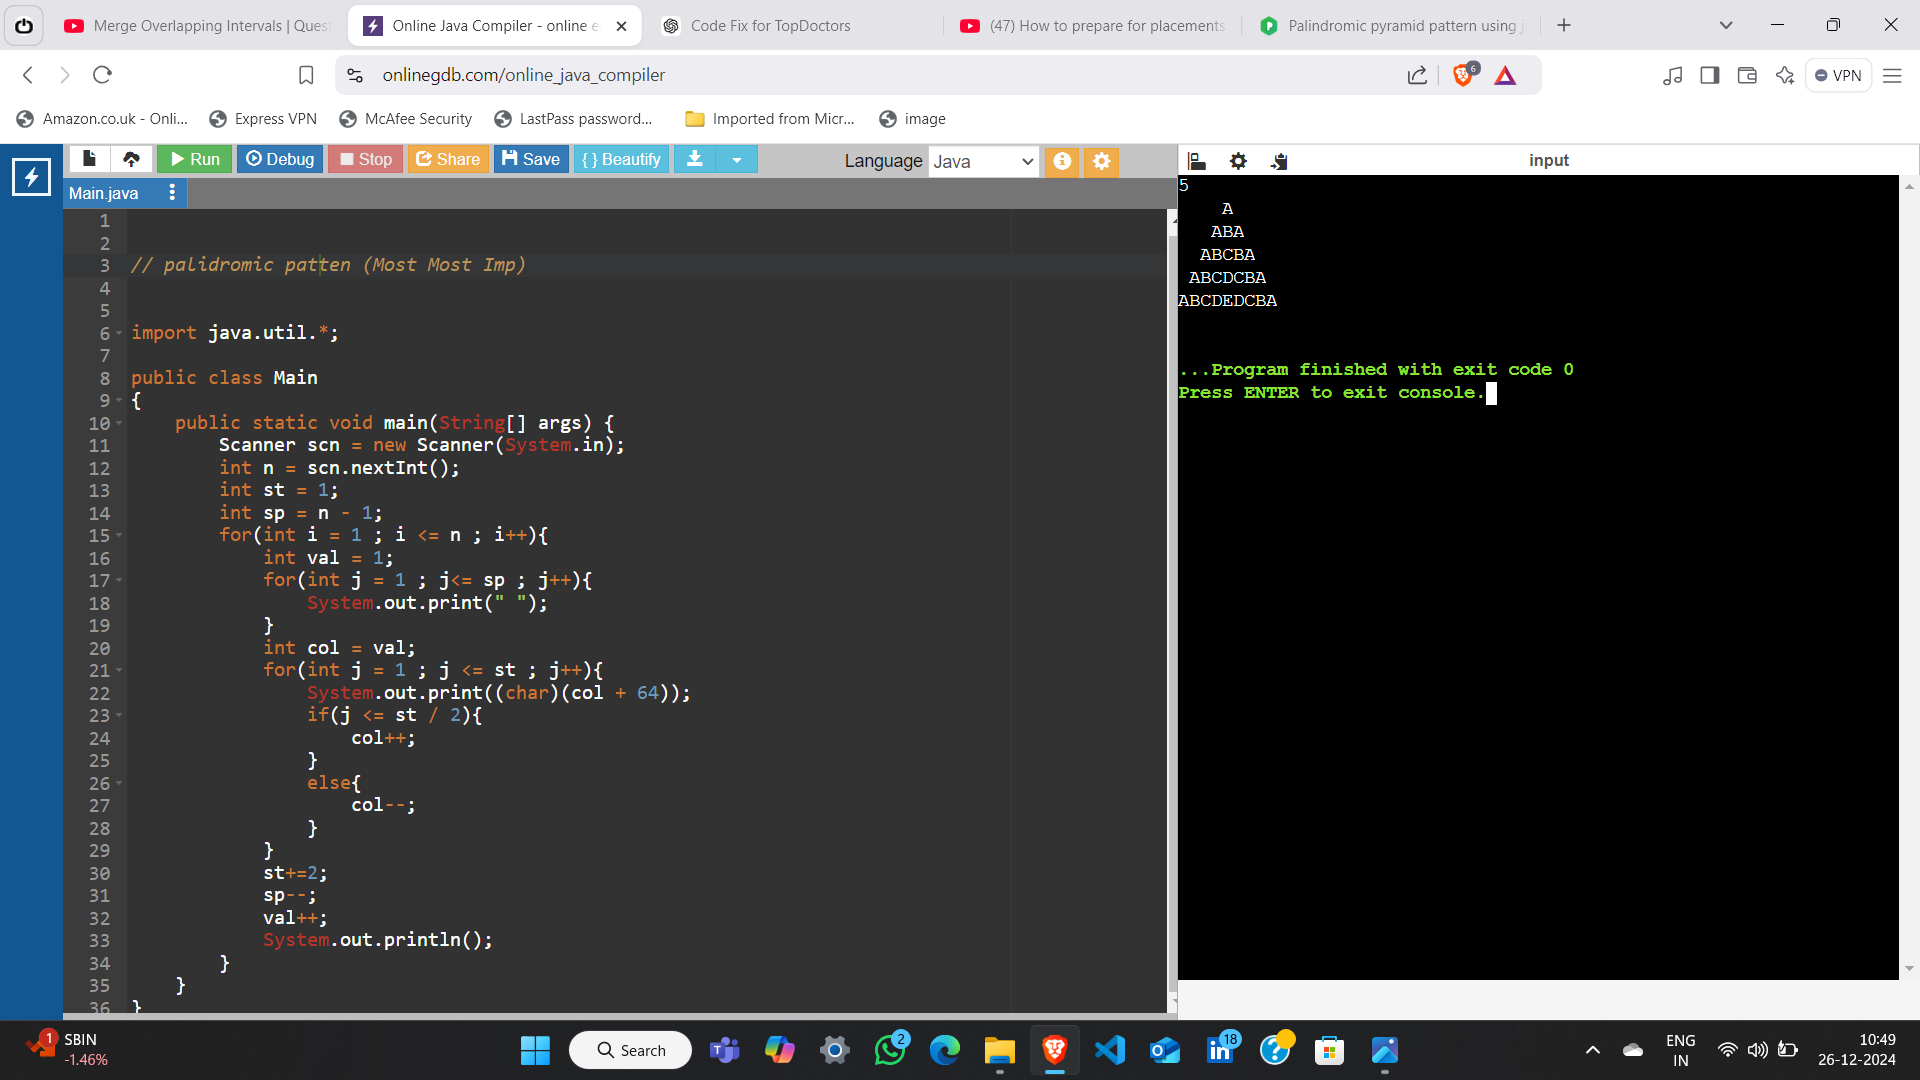 Merge Overlapping Intervals | Ques
Online Java Compiler - online e
Code Fix for TopDoctors
(47) How to prepare for placements
Palindromic pyramid pattern using j
onlinegdb.com/online_java_compiler
6
VPN
Amazon.co.uk - Onli...
Express VPN
McAfee Security
LastPass password...
Imported from Micr...
image
Run
Debug
Stop
Share
Save
{ } Beautify
Language
Java
input
Main.java
1
2
3 // palidromic patten (Most Most Imp)
4
5
6 import java.util.*;
7
8 public class Main
9 {
10 public static void main(String[] args) {
11 Scanner scn = new Scanner(System.in);
12 int n = scn.nextInt();
13 int st = 1;
14 int sp = n - 1;
15 for(int i = 1 ; i <= n ; i++){
16 int val = 1;
17 for(int j = 1 ; j<= sp ; j++){
18 System.out.print(" ");
19 }
20 int col = val;
21 for(int j = 1 ; j <= st ; j++){
22 System.out.print((char)(col + 64));
23 if(j <= st / 2){
24 col++;
25 }
26 else{
27 col--;
28 }
29 }
30 st+=2;
31 sp--;
32 val++;
33 System.out.println();
34 }
35 }
36 }
5
A
ABA
ABCBA
ABCDCBA
ABCDEDCBA
...Program finished with exit code 0
Press ENTER to exit console.
1
SBIN
-1.46%
Search
2
18
ENG
IN
10:49
26-12-2024